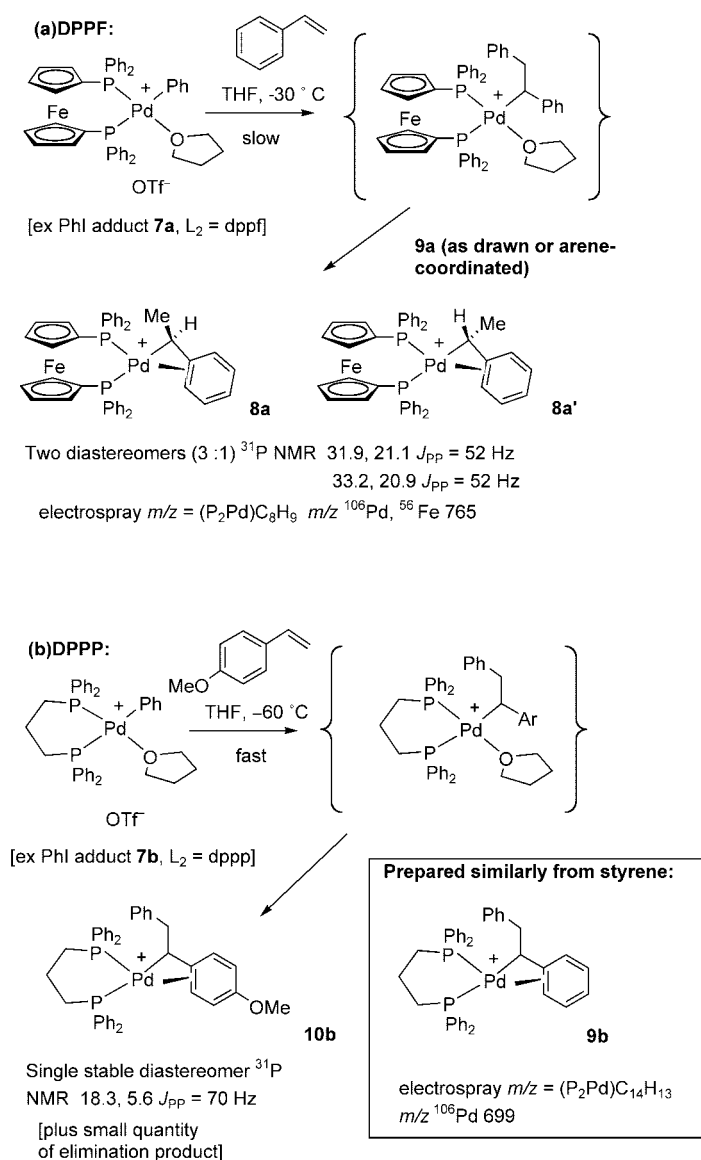 (a)DPPF:
Ph2
P
+
Ph
Pd
Fe
P
O
Ph2
OTf-
THF, -30 ° C
slow
Ph
Ph2
P
+
Ph
Pd
Fe
P
O
Ph2
[ex PhI adduct 7a, L2 = dppf]
9a (as drawn or arene-
coordinated)
Ph2
Me
H
P
+
Pd
Fe
P
Ph2
8a
Ph2
H
Me
P
+
Pd
Fe
P
Ph2
8a'
Two diastereomers (3 :1) 31P NMR 31.9, 21.1 JPP = 52 Hz
33.2, 20.9 JPP = 52 Hz
electrospray m/z = (P2Pd)C8H9 m/z 106Pd, 56Fe 765
(b)DPPP:
Ph2
P
+
Ph
Pd
P
O
Ph2
OTf-
MeO
THF, –60 °C
fast
Ph
Ph2
P
+
Ar
Pd
P
O
Ph2
[ex PhI adduct 7b, L2 = dppp]
Ph
Ph2
P
+
Pd
P
Ph2
OMe
10b
Single stable diastereomer 31P
NMR 18.3, 5.6 JPP = 70 Hz
[plus small quantity
of elimination product]
Prepared similarly from styrene:
Ph
Ph2
P
+
Pd
P
Ph2
9b
electrospray m/z = (P2Pd)C14H13
m/z 106Pd 699